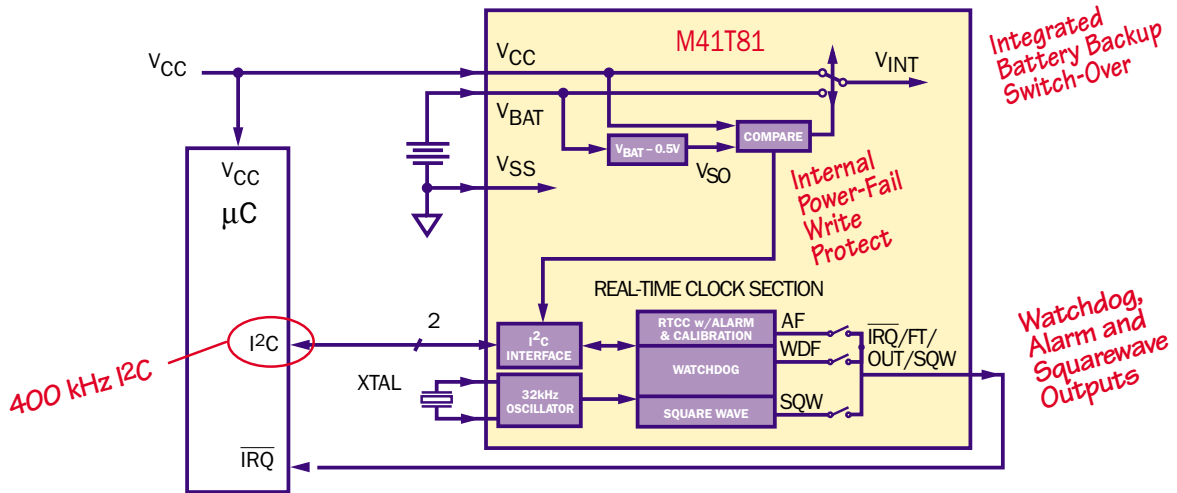 M41T81
Integrated
Battery Backup
Switch-Over
VCC
VCC
VINT
VBAT
COMPARE
VBAT – 0.5V
VSO
VSS
VCC
μC
Internal
Power-Fail
Write
Protect
REAL-TIME CLOCK SECTION
400 kHz I²C
I²C
2
I²C
INTERFACE
RTCC w/ALARM
& CALIBRATION
AF
WATCHDOG
WDF
IRQ/FT/
OUT/SQW
Watchdog,
Alarm and
Squarewave
Outputs
XTAL
32kHz
OSCILLATOR
SQUARE WAVE
SQW
IRQ